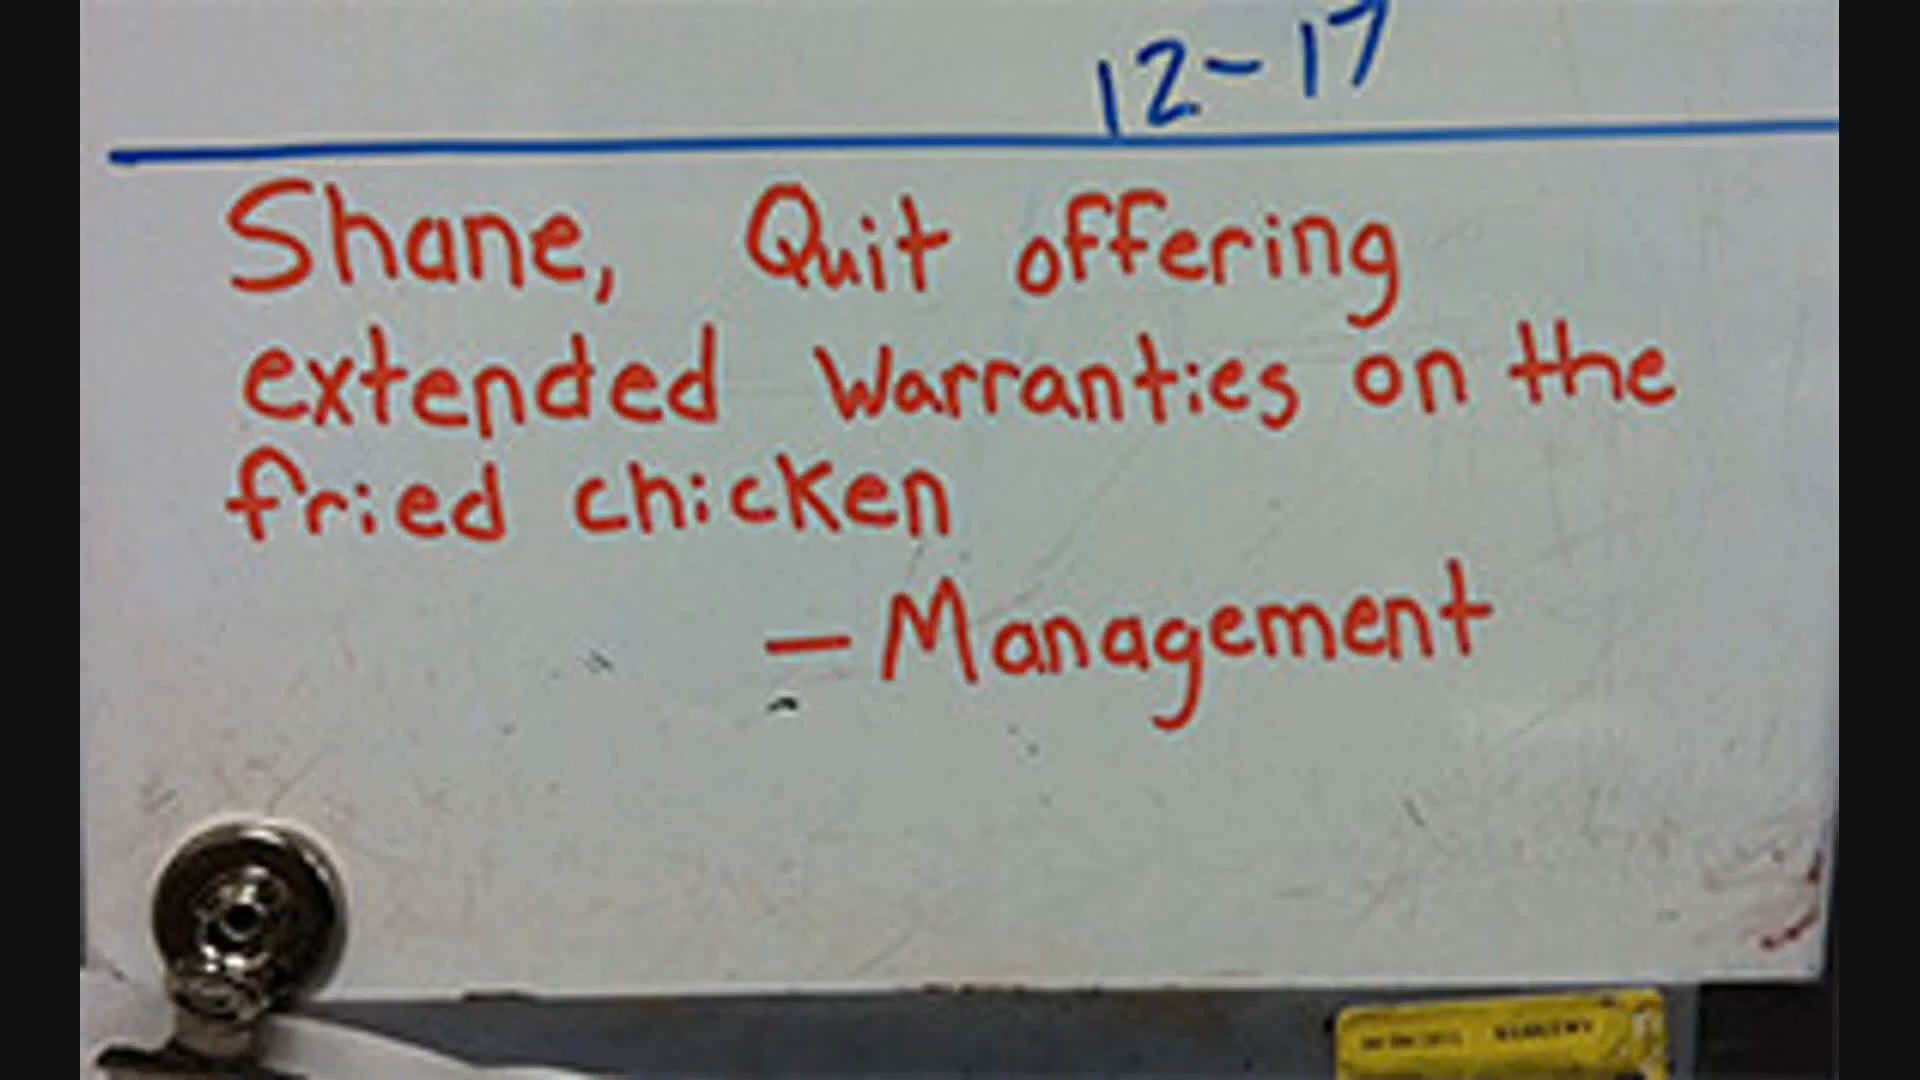 12-17
Shane, Quit offering
extended Warranties on the
fried chicken
- Management